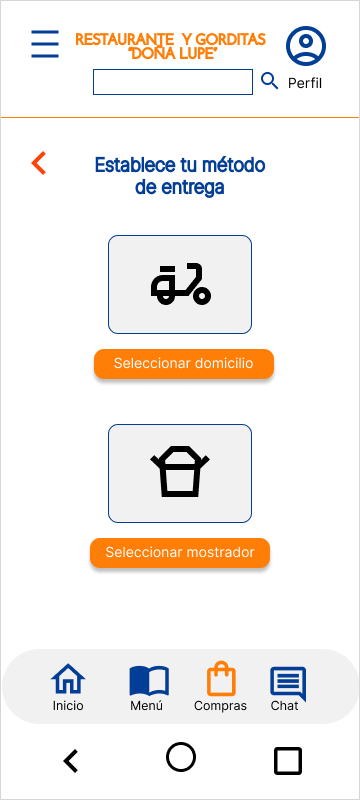 RESTAURANTE Y GORDITAS
"DOÑA LUPE"
Perfil
Establece tu método
de entrega
Seleccionar domicilio
Seleccionar mostrador
Inicio
Menú
Compras
Chat